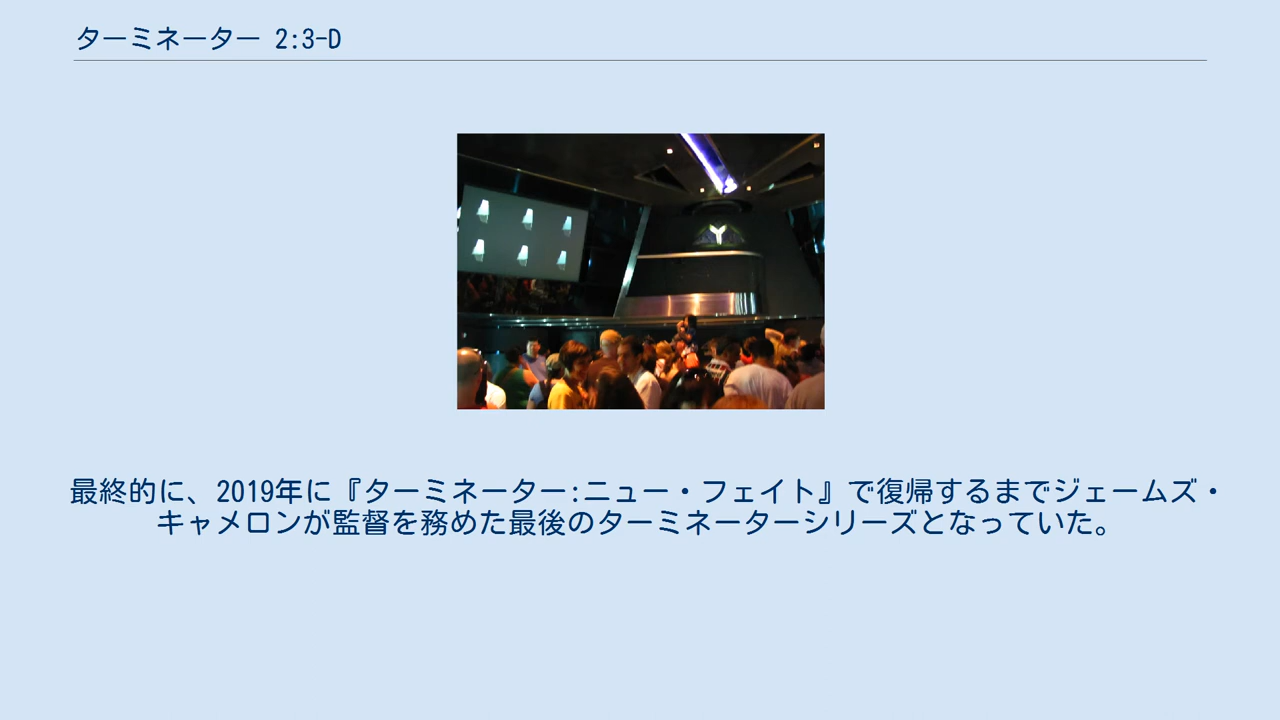 ターミネーター 2:3-D
最終的に、2019年に『ターミネーター:ニュー・フェイト』で復帰するまでジェームズ・
キャメロンが監督を務めた最後のターミネーターシリーズとなっていた。